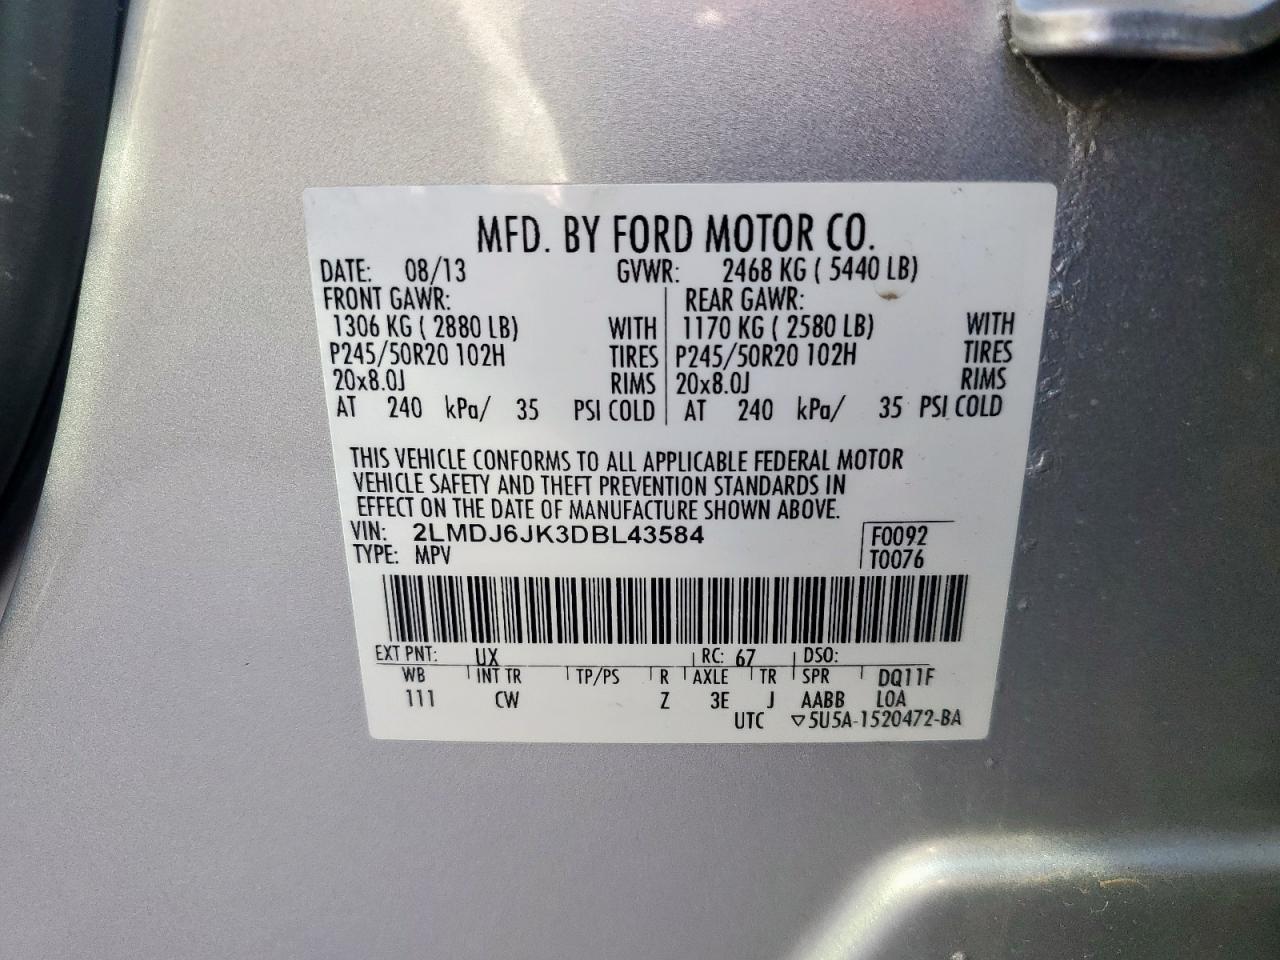 MFD. BY FORD MOTOR CO.
DATE: 08/13 GVWR: 2468 KG ( 5440 LB)
FRONT GAWR: REAR GAWR:
1306 KG ( 2880 LB) WITH 1170 KG ( 2580 LB) WITH
P245/50R20 102H TIRES P245/50R20 102H TIRES
20x8.0J RIMS 20x8.0J RIMS
AT 240 kPa/ 35 PSI COLD AT 240 kPa/ 35 PSI COLD
THIS VEHICLE CONFORMS TO ALL APPLICABLE FEDERAL MOTOR
VEHICLE SAFETY AND THEFT PREVENTION STANDARDS IN
EFFECT ON THE DATE OF MANUFACTURE SHOWN ABOVE.
VIN: 2LMDJ6JK3DBL43584 F0092
TYPE: MPV T0076
EXT PNT: UX RC: 67 DSO:
WB INT TR TP/PS R AXLE TR SPR DQ11F
111 CW Z 3E J AABB LOA
UTC ▽5U5A-1520472-BA